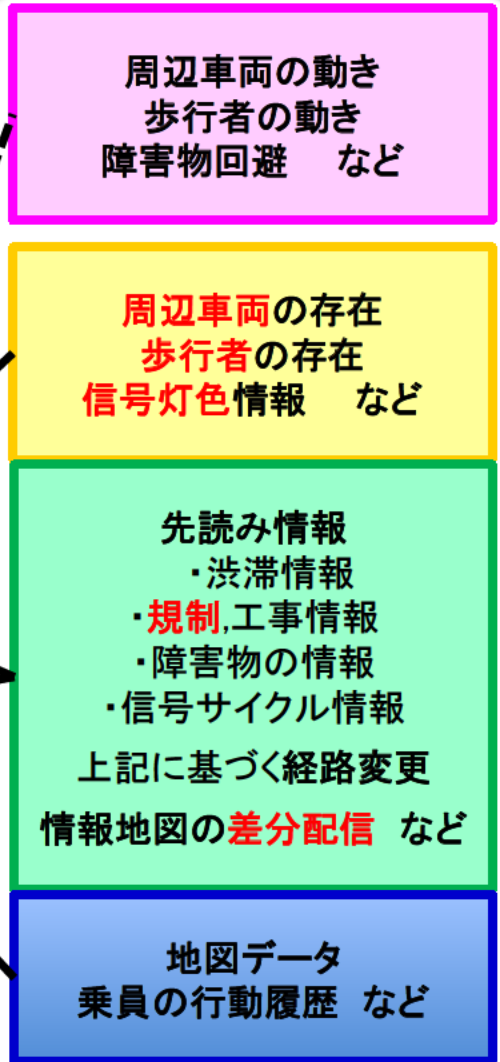 周辺車両の動き
歩行者の動き
障害物回避　など
周辺車両の存在
歩行者の存在
信号灯色情報　など
先読み情報
・渋滞情報
・規制,工事情報
・障害物の情報
・信号サイクル情報
上記に基づく経路変更
情報地図の差分配信　など
地図データ
乗員の行動履歴　など